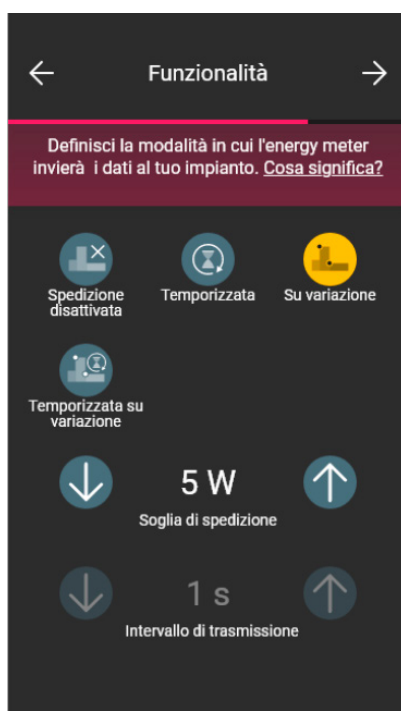 Funzionalità
Definisci la modalità in cui l'energy meter
invierà i dati al tuo impianto. Cosa significa?
Spedizione
disattivata
Temporizzata
Su variazione
Temporizzata su
variazione
5 W
Soglia di spedizione
1 s
Intervallo di trasmissione